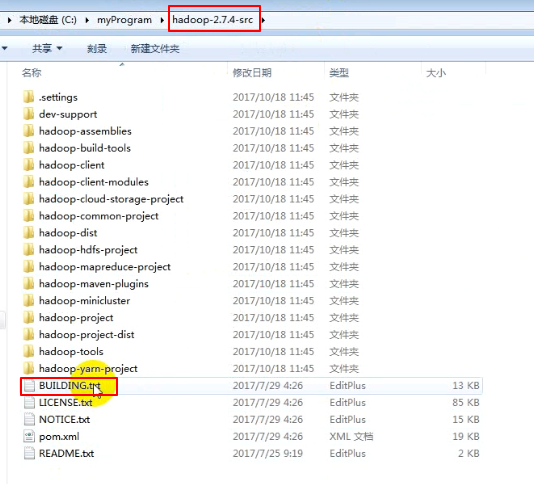 本地磁盘 (C:) myProgram hadoop-2.7.4-src
共享 刻录 新建文件夹
名称 修改日期 类型 大小
.settings 2017/10/18 11:45 文件夹
dev-support 2017/10/18 11:45 文件夹
hadoop-assemblies 2017/10/18 11:45 文件夹
hadoop-build-tools 2017/10/18 11:45 文件夹
hadoop-client 2017/10/18 11:45 文件夹
hadoop-client-modules 2017/10/18 11:45 文件夹
hadoop-cloud-storage-project 2017/10/18 11:45 文件夹
hadoop-common-project 2017/10/18 11:45 文件夹
hadoop-dist 2017/10/18 11:45 文件夹
hadoop-hdfs-project 2017/10/18 11:45 文件夹
hadoop-mapreduce-project 2017/10/18 11:45 文件夹
hadoop-maven-plugins 2017/10/18 11:45 文件夹
hadoop-minicluster 2017/10/18 11:45 文件夹
hadoop-project 2017/10/18 11:45 文件夹
hadoop-project-dist 2017/10/18 11:45 文件夹
hadoop-tools 2017/10/18 11:45 文件夹
hadoop-yarn-project 2017/10/18 11:45 文件夹
BUILDING.txt 2017/7/29 4:26 EditPlus 13 KB
LICENSE.txt 2017/7/29 4:26 EditPlus 85 KB
NOTICE.txt 2017/7/29 4:26 EditPlus 15 KB
pom.xml 2017/7/29 4:26 XML 文档 19 KB
README.txt 2017/7/25 9:19 EditPlus 2 KB